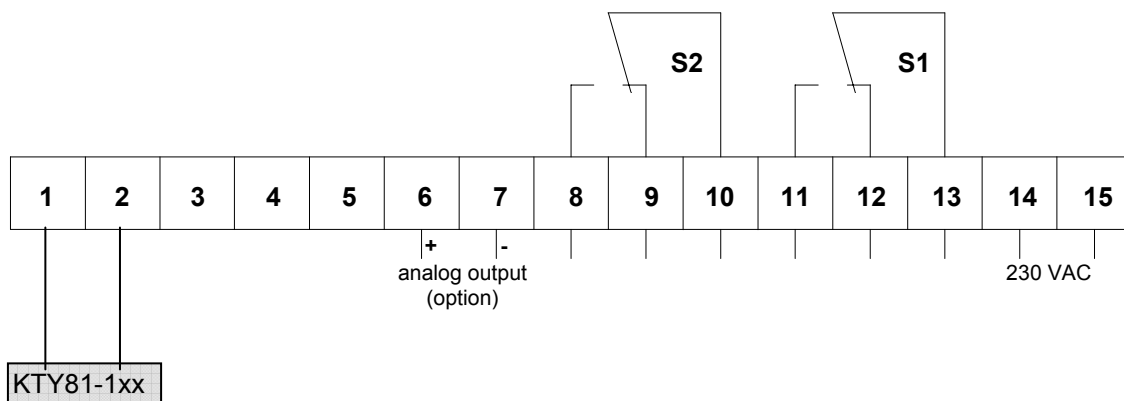 S2 S1
1 2 3 4 5 6 7 8 9 10 11 12 13 14 15
+ -
analog output 230 VAC
(option)
KTY81-1xx